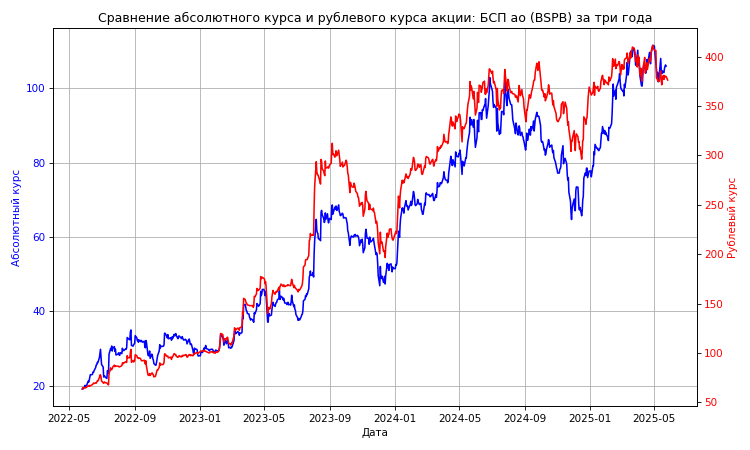 Сравнение абсолютного курса и рублевого курса акции: БСП ао (BSPB) за три года
Абсолютный курс
100
80
60
40
20
400
350
300
250
200
150
100
50
Рублевый курс
2022-05 2022-09 2023-01 2023-05 2023-09 2024-01 2024-05 2024-09 2025-01 2025-05
Дата